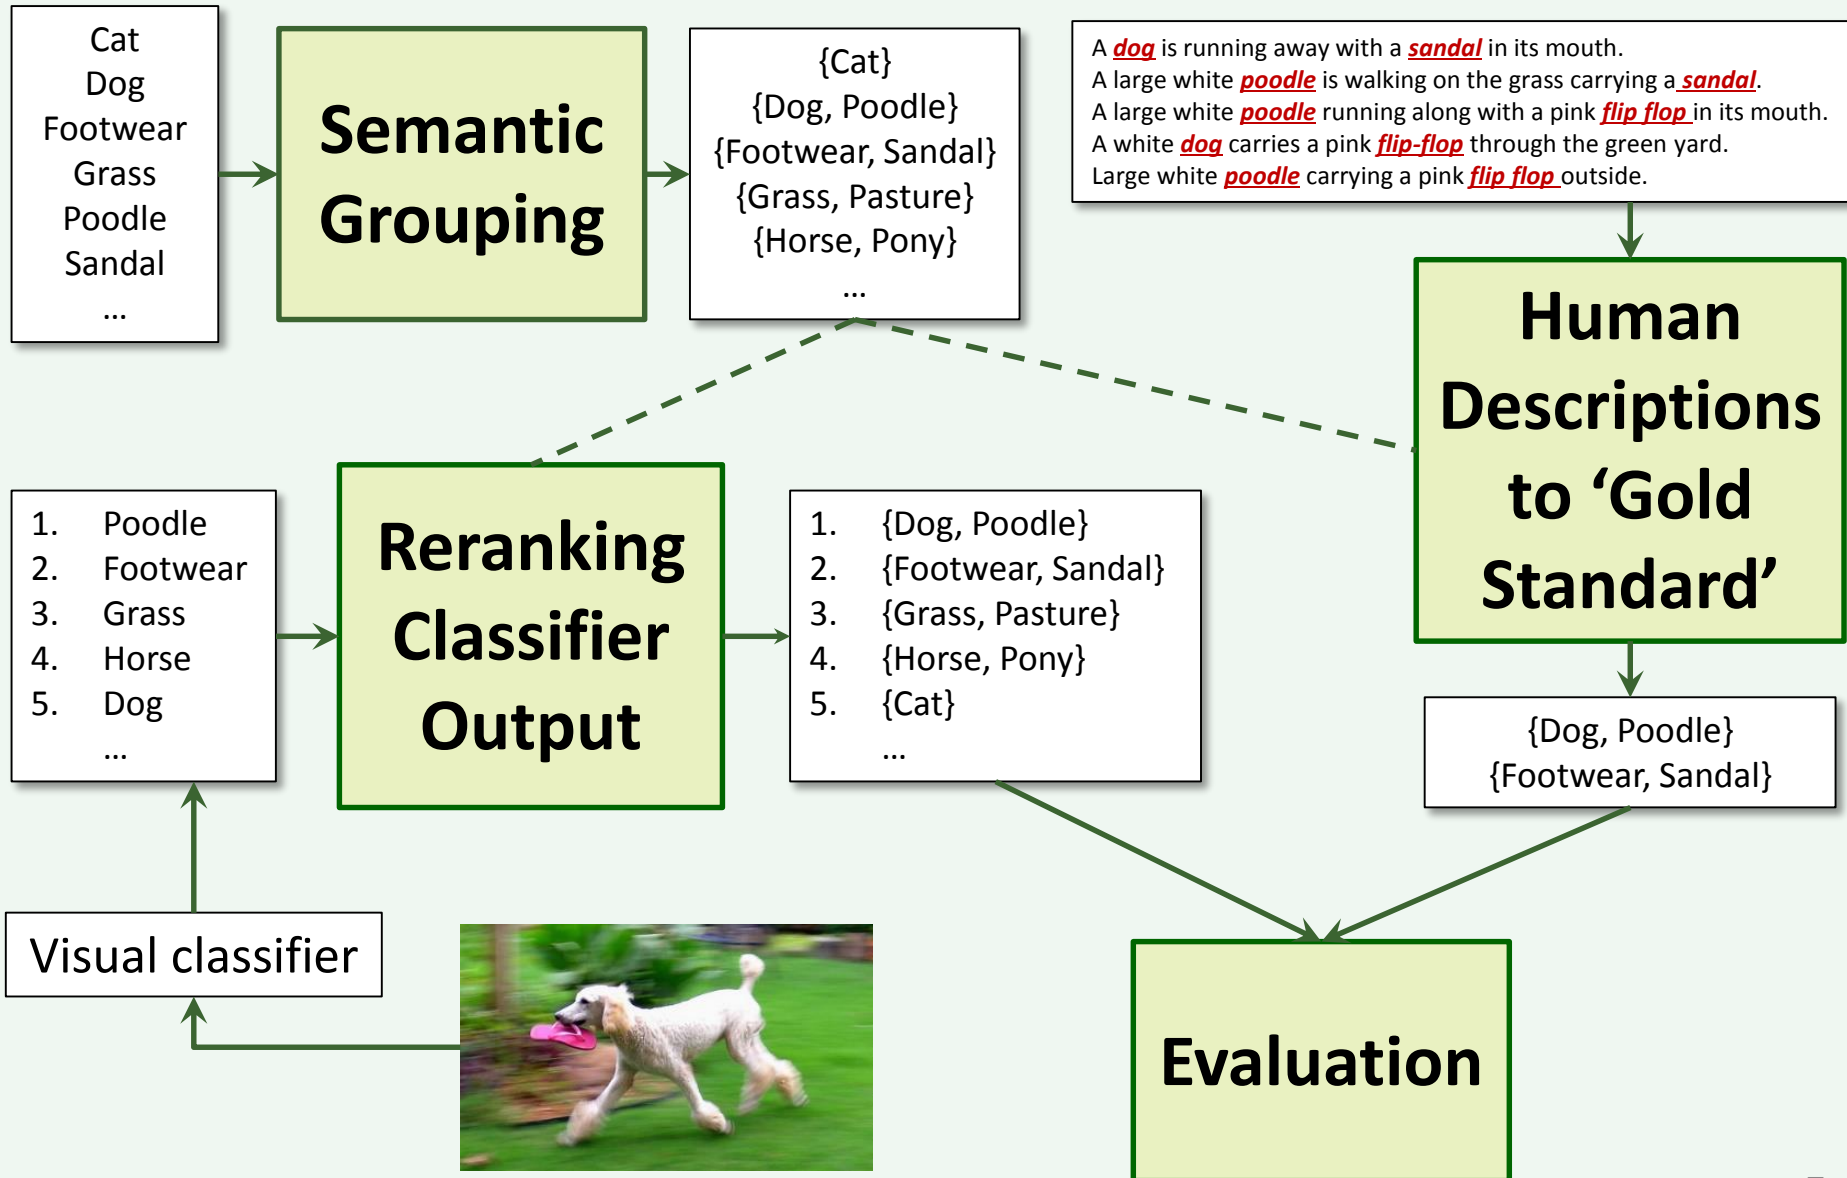 Cat
Dog
Footwear
Grass
Poodle
Sandal
...
Semantic
Grouping
{Cat}
{Dog, Poodle}
{Footwear, Sandal}
{Grass, Pasture}
{Horse, Pony}
...
A dog is running away with a sandal in its mouth.
A large white poodle is walking on the grass carrying a sandal.
A large white poodle running along with a pink flip flop in its mouth.
A white dog carries a pink flip-flop through the green yard.
Large white poodle carrying a pink flip flop outside.
Human
Descriptions
to ‘Gold
Standard’
1. Poodle
2. Footwear
3. Grass
4. Horse
5. Dog
...
Reranking
Classifier
Output
1. {Dog, Poodle}
2. {Footwear, Sandal}
3. {Grass, Pasture}
4. {Horse, Pony}
5. {Cat}
...
{Dog, Poodle}
{Footwear, Sandal}
Visual classifier
Evaluation